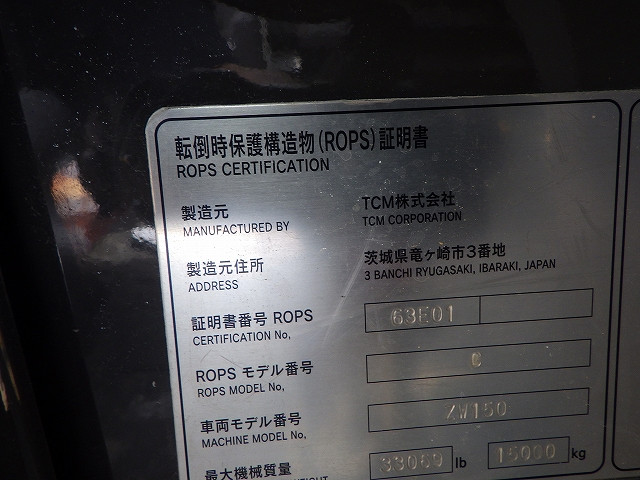 転倒時保護構造物(ROPS)証明書
ROPS CERTIFICATION
製造元 TCM株式会社
MANUFACTURED BY TCM CORPORATION
製造元住所 茨城県竜ヶ崎市3番地
ADDRESS 3 BANCHI RYUGASAKI, IBARAKI, JAPAN
証明書番号 ROPS 63E01
CERTIFICATION No,
ROPS モデル番号 C
ROPS MODEL No,
車両モデル番号 ZW150
MACHINE MODEL No,
最大機械質量 33069 lb 15000 kg